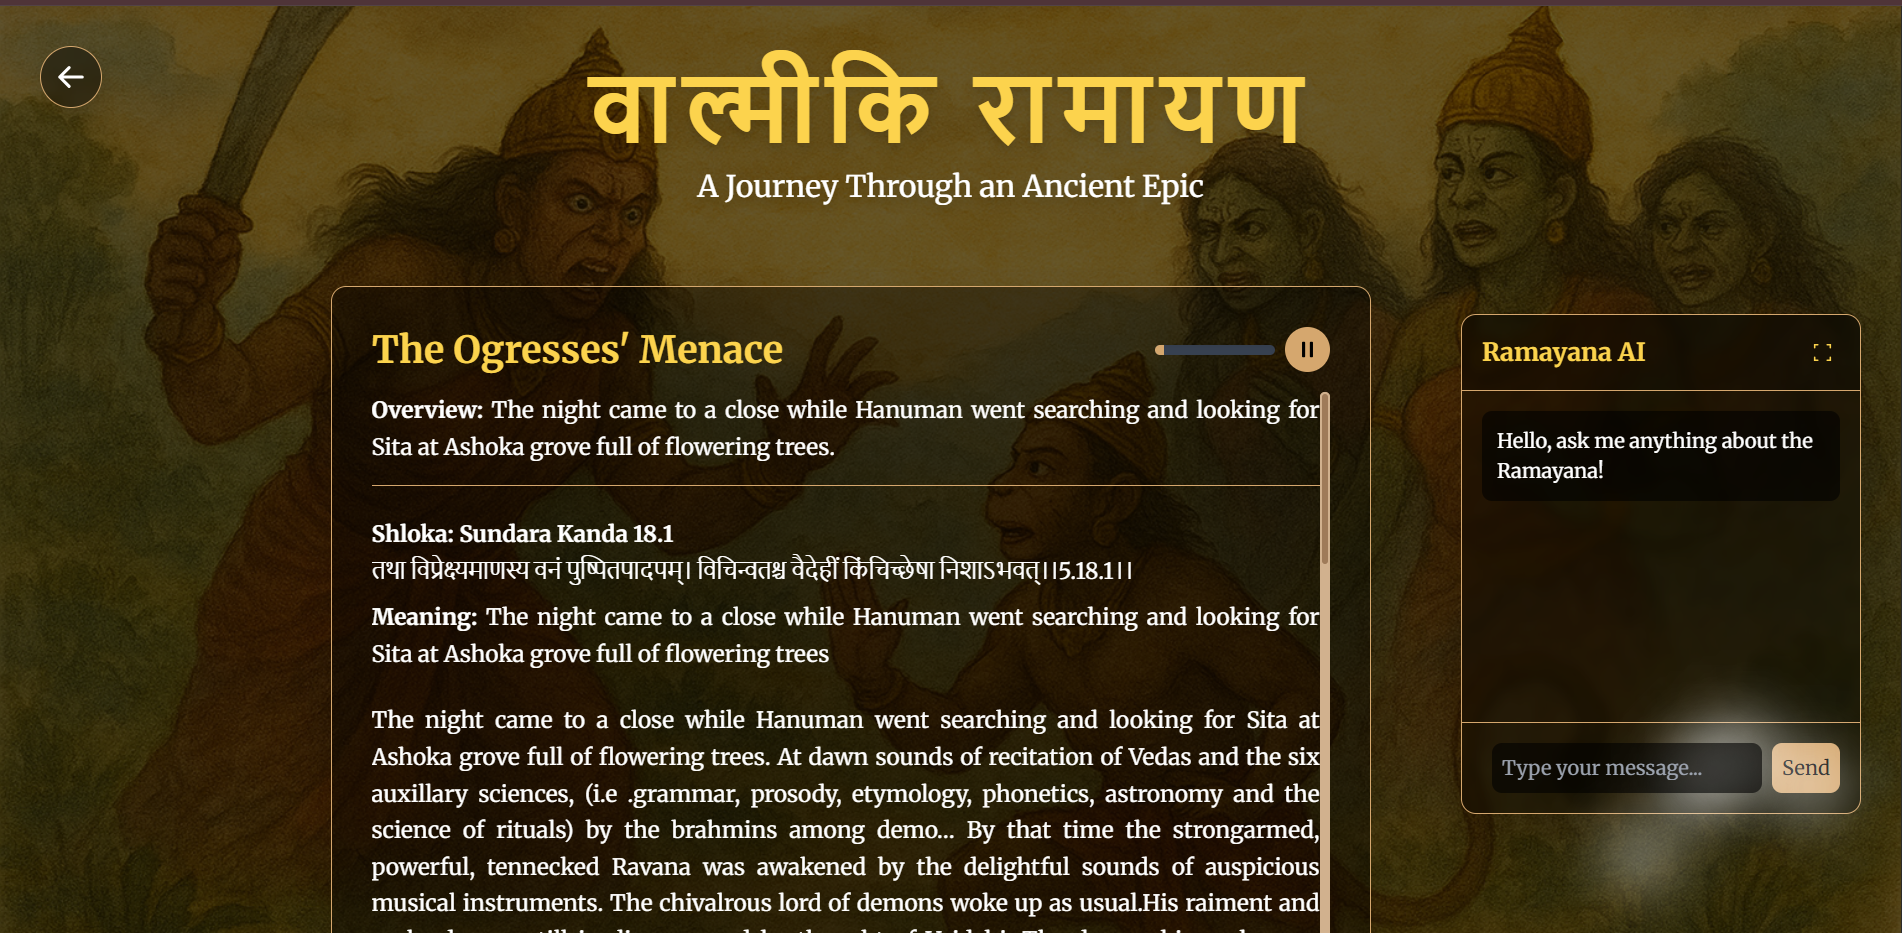 वाल्मीकि रामायण
A Journey Through an Ancient Epic
The Ogresses' Menace
Overview: The night came to a close while Hanuman went searching and looking for
Sita at Ashoka grove full of flowering trees.
Shloka: Sundara Kanda 18.1
तथा विप्रेक्ष्यमाणस्य वनं पुष्पितपादपम्। विचिन्वतश्च वैदेहीं किंचिच्छेषा निशाऽभवत्।।5.18.1।।
Meaning: The night came to a close while Hanuman went searching and looking for
Sita at Ashoka grove full of flowering trees
The night came to a close while Hanuman went searching and looking for Sita at
Ashoka grove full of flowering trees. At dawn sounds of recitation of Vedas and the six
auxillary sciences, (i.e .grammar, prosody, etymology, phonetics, astronomy and the
science of rituals) by the brahmins among demo... By that time the strongarmed,
powerful, tennecked Ravana was awakened by the delightful sounds of auspicious
musical instruments. The chivalrous lord of demons woke up as usual.His raiment and
Ramayana AI
Hello, ask me anything about the
Ramayana!
Type your message...
Send